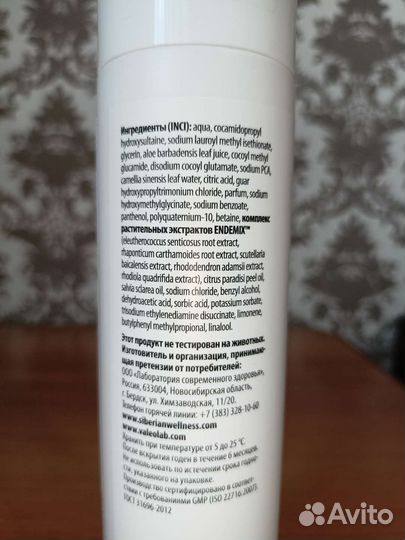 Ингредиенты (INCI): aqua, cocamidopropyl
hydroxysultaine, sodium lauroyl methyl isethionate,
glycerin, aloe barbadensis leaf juice, cocoyl methyl
glucamide, disodium cocoyl glutamate, sodium PCA,
camellia sinensis leaf water, citric acid, guar
hydroxypropyltrimonium chloride, parfum, sodium
hydroxymethylglycinate, sodium benzoate,
panthenol, polyquaternium-10, betaine, комплекс
растительных экстрактов ENDEMIX™
(eleutherococcus senticosus root extract,
rhaponticum carthamoides root extract, scutellaria
baicalensis extract, rhododendron adamsii extract,
rhodiola quadrifida extract), citrus paradisi peel oil,
salvia sclarea oil, sodium chloride, benzyl alcohol,
dehydroacetic acid, sorbic acid, potassium sorbate,
trisodium ethylenediamine disuccinate, limonene,
butylphenyl methylpropional, linalool.
Этот продукт не тестирован на животных.
Изготовитель и организация, принимаю-
щая претензии от потребителей:
ООО «Лаборатория современного здоровья»,
Россия, 633004, Новосибирская область,
г. Бердск, ул. Химзаводская, 11/20.
Телефон горячей линии: +7 (383) 328-10-60
www.siberianwellness.com
www.valeolab.com
Хранить при температуре от 5 до 25 °С.
После вскрытия годен в течение 6 месяцев.
Не использовать по истечении срока годно-
сти, указанного на упаковке.
Производство сертифицировано в соответ-
ствии с требованиями GMP (ISO 22716:2007).
ГОСТ 31696-2012
Avito